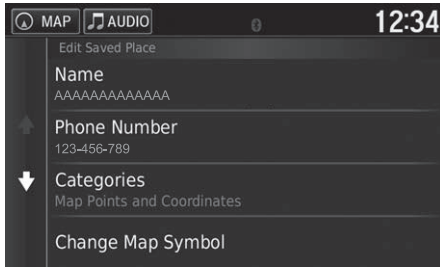 MAP AUDIO 12:34
Edit Saved Place
Name
AAAAAAAAAAAAA
Phone Number
123-456-789
Categories
Map Points and Coordinates
Change Map Symbol